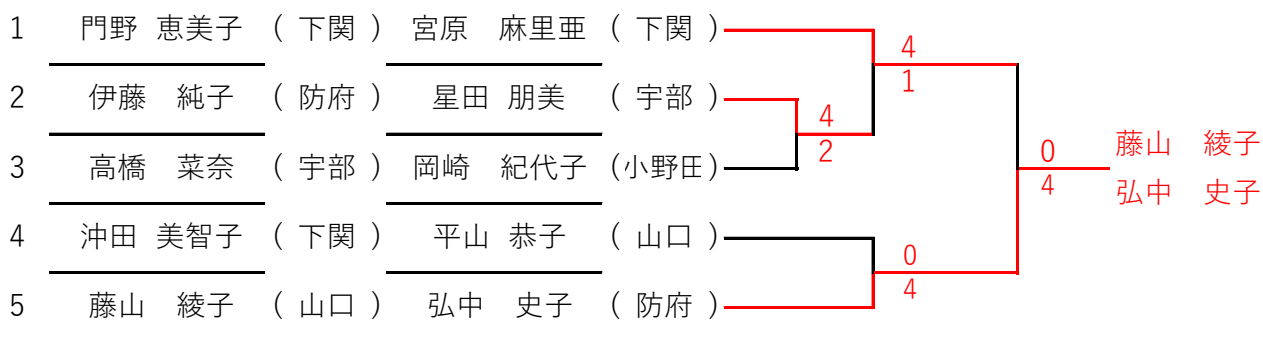 1 門野 恵美子 ( 下関 ) 宮原 麻里亜 ( 下関 )
4
1
2 伊藤 純子 ( 防府 ) 星田 朋美 ( 宇部 )
4
2
3 高橋 菜奈 ( 宇部 ) 岡崎 紀代子 (小野田)
0
4
藤山 綾子
弘中 史子
4 沖田 美智子 ( 下関 ) 平山 恭子 ( 山口 )
0
4
5 藤山 綾子 ( 山口 ) 弘中 史子 ( 防府 )